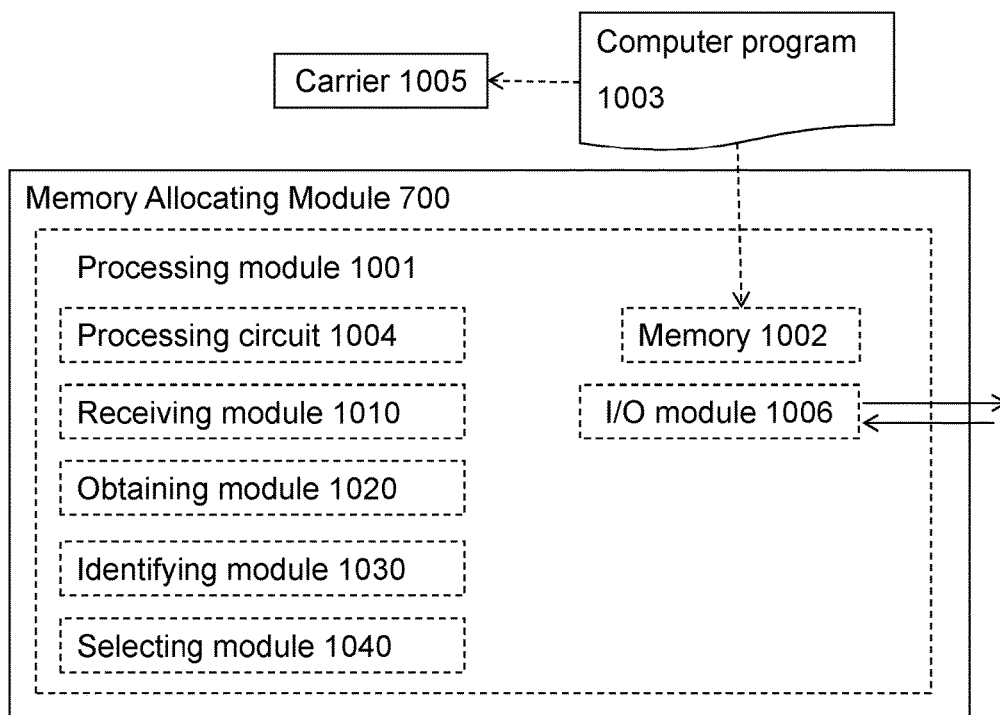 Computer program
1003
Carrier 1005
Memory Allocating Module 700
Processing module 1001
Processing circuit 1004
Memory 1002
Receiving module 1010
I/O module 1006
Obtaining module 1020
Identifying module 1030
Selecting module 1040